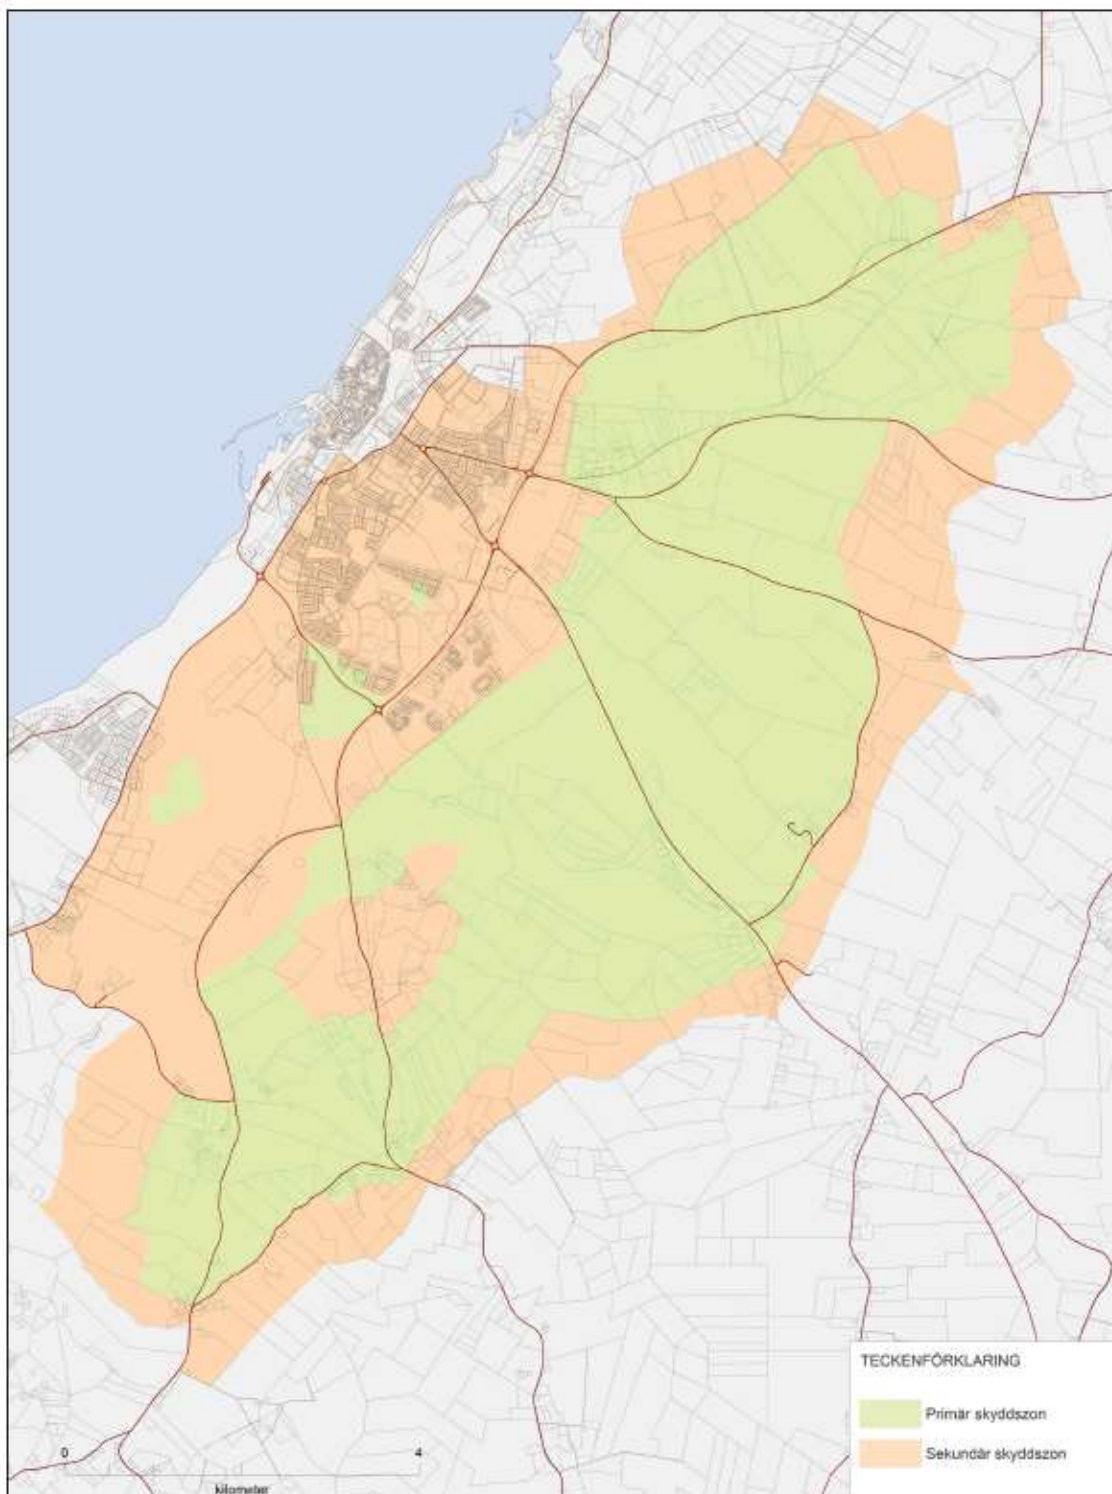 TECKENFÖRKLARING
Primär skyddszon
Sekundär skyddszon
0 4
kilometer